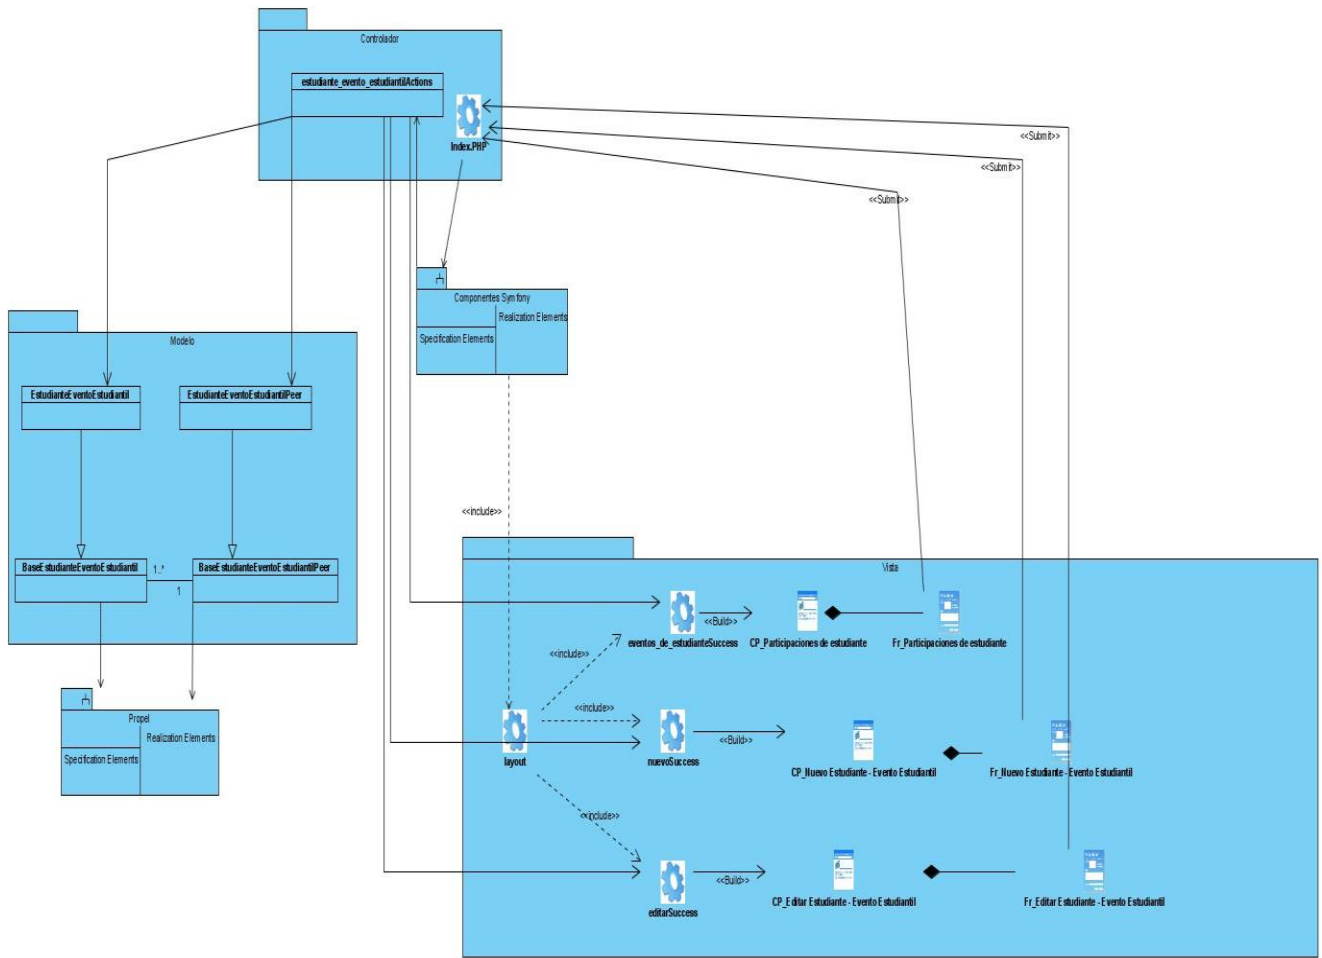 Controlador
estudiante_evento_estudiantilActions
Index.PHP
<<Submit>>
<<Submit>>
<<Submit>>
Componentes Symfony
Realization Elements
Specification Elements
Modelo
EstudianteEventoEstudiantil
EstudianteEventoEstudiantilPeer
<<include>>
BaseEstudianteEventoEstudiantil
1..*
1
BaseEstudianteEventoEstudiantilPeer
Vista
<<Build>>
eventos_de_estudianteSuccess
CP_Participaciones de estudiante
Fr_Participaciones de estudiante
<<include>>
Propel
Realization Elements
Specification Elements
<<include>>
<<Build>>
layout
nuevoSuccess
CP_Nuevo Estudiante - Evento Estudiantil
Fr_Nuevo Estudiante - Evento Estudiantil
<<include>>
<<Build>>
editarSuccess
CP_Editar Estudiante - Evento Estudiantil
Fr_Editar Estudiante - Evento Estudiantil